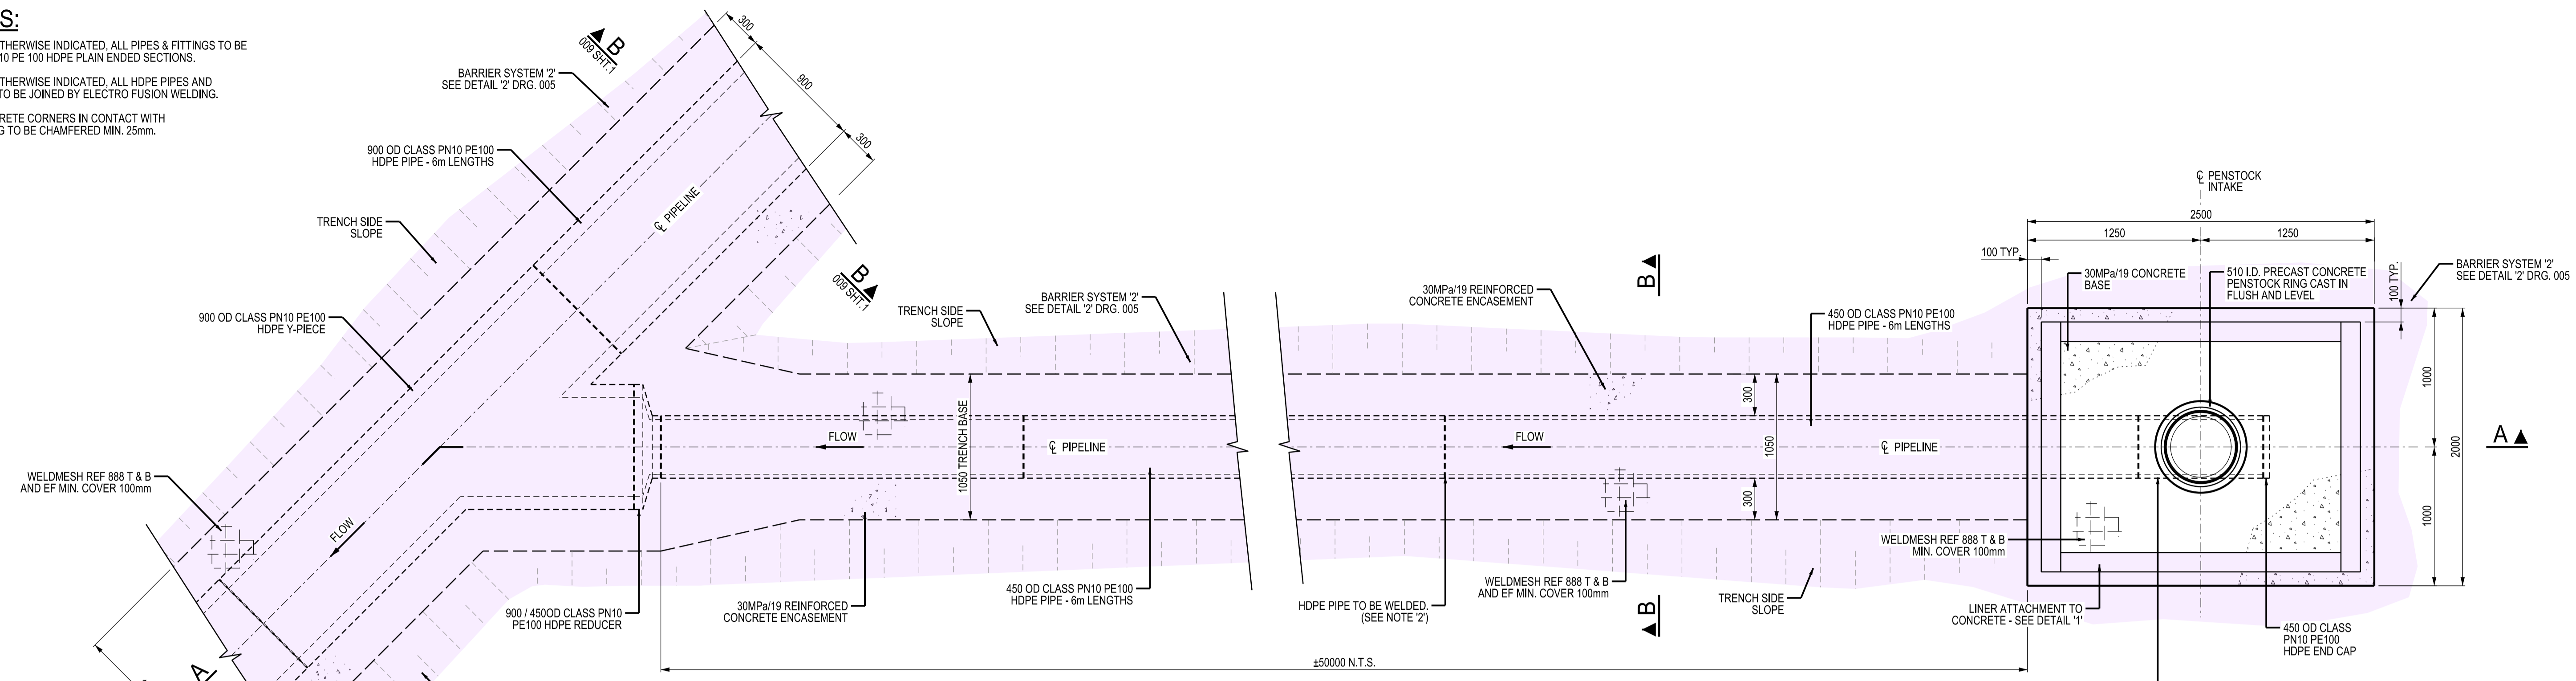 S:
THERWISE INDICATED, ALL PIPES & FITTINGS TO BE
10 PE 100 HDPE PLAIN ENDED SECTIONS.
THERWISE INDICATED, ALL HDPE PIPES AND
TO BE JOINED BY ELECTRO FUSION WELDING.
RETE CORNERS IN CONTACT WITH
G TO BE CHAMFERED MIN. 25mm.
B
009 SHT.1
300
900
300
BARRIER SYSTEM '2'
SEE DETAIL '2' DRG. 005
900 OD CLASS PN10 PE100
HDPE PIPE - 6m LENGTHS
℄ PIPELINE
TRENCH SIDE
SLOPE
B
009 SHT.1
900 OD CLASS PN10 PE100
HDPE Y-PIECE
TRENCH SIDE
SLOPE
BARRIER SYSTEM '2'
SEE DETAIL '2' DRG. 005
30MPa/19 REINFORCED
CONCRETE ENCASEMENT
B
450 OD CLASS PN10 PE100
HDPE PIPE - 6m LENGTHS
℄ PENSTOCK
INTAKE
2500
1250
1250
100 TYP.
30MPa/19 CONCRETE
BASE
510 I.D. PRECAST CONCRETE
PENSTOCK RING CAST IN
FLUSH AND LEVEL
100 TYP.
BARRIER SYSTEM '2'
SEE DETAIL '2' DRG. 005
1000
2000
1000
A
1050 TRENCH BASE
FLOW
℄ PIPELINE
FLOW
300
1050
300
℄ PIPELINE
WELDMESH REF 888 T & B
AND EF MIN. COVER 100mm
FLOW
900 / 450OD CLASS PN10
PE100 HDPE REDUCER
30MPa/19 REINFORCED
CONCRETE ENCASEMENT
450 OD CLASS PN10 PE100
HDPE PIPE - 6m LENGTHS
HDPE PIPE TO BE WELDED.
(SEE NOTE '2')
WELDMESH REF 888 T & B
AND EF MIN. COVER 100mm
B
TRENCH SIDE
SLOPE
WELDMESH REF 888 T & B
MIN. COVER 100mm
LINER ATTACHMENT TO
CONCRETE - SEE DETAIL '1'
450 OD CLASS
PN10 PE100
HDPE END CAP
±50000 N.T.S.
A